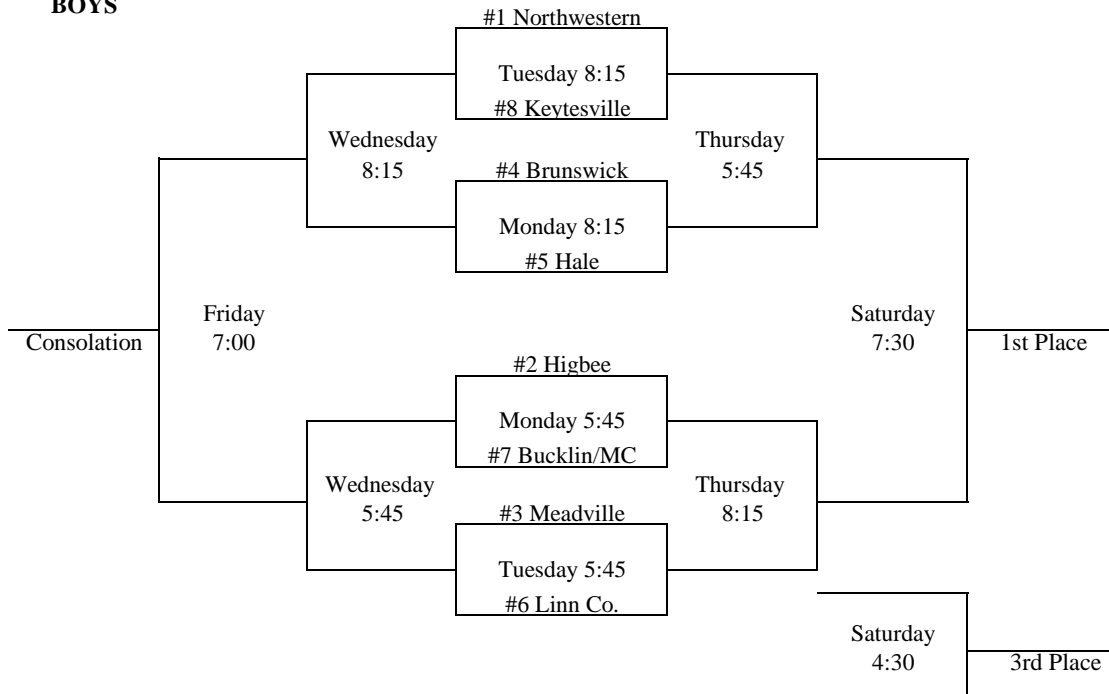 BOYS
#1 Northwestern
Tuesday 8:15
#8 Keytesville
Wednesday
8:15
Thursday
5:45
#4 Brunswick
Monday 8:15
#5 Hale
Friday
7:00
Saturday
7:30
Consolation
1st Place
#2 Higbee
Monday 5:45
#7 Bucklin/MC
Wednesday
5:45
Thursday
8:15
#3 Meadville
Tuesday 5:45
#6 Linn Co.
Saturday
4:30
3rd Place